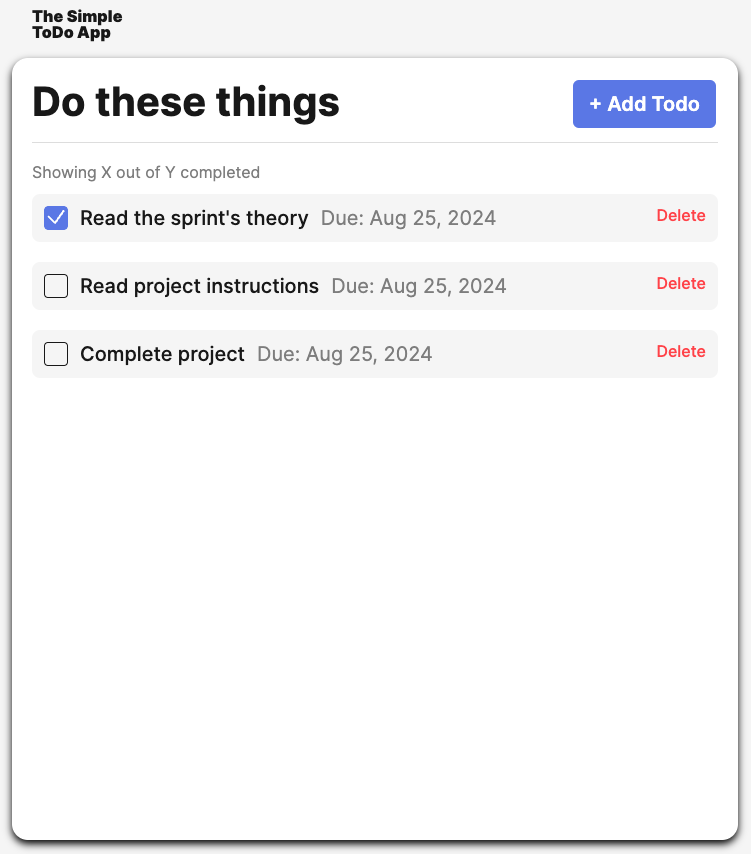 The Simple
ToDo App
Do these things
+ Add Todo
Showing X out of Y completed
Read the sprint's theory Due: Aug 25, 2024 Delete
Read project instructions Due: Aug 25, 2024 Delete
Complete project Due: Aug 25, 2024 Delete